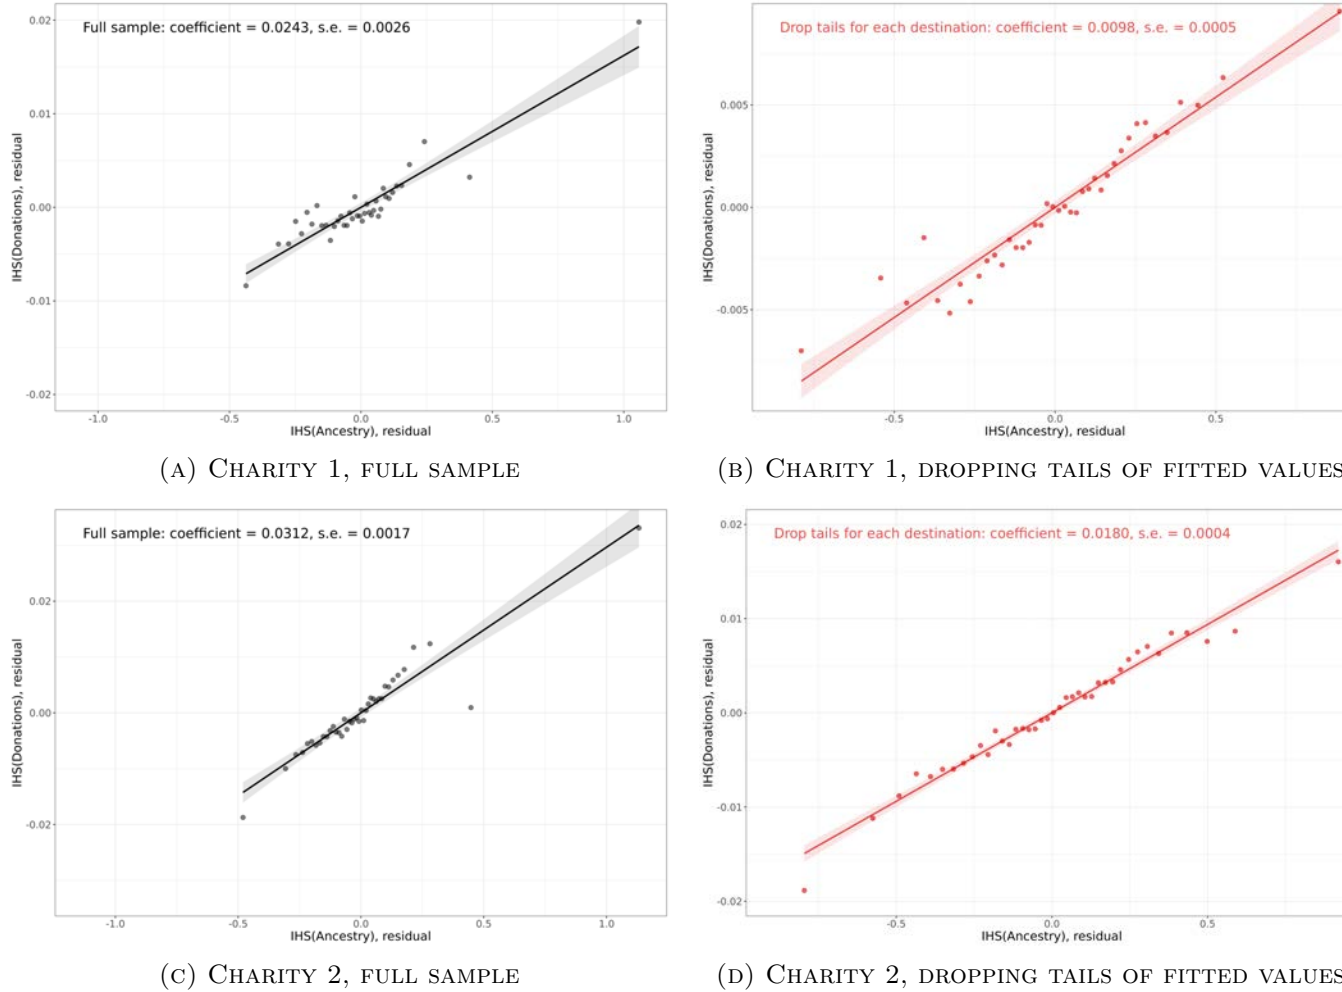 Full sample: coefficient = 0.0243, s.e. = 0.0026
0.02
0.01
0.00
-0.01
-0.02
IHS(Donations), residual
-1.0 -0.5 0.0 0.5 1.0
IHS(Ancestry), residual
(A) CHARITY 1, FULL SAMPLE
Drop tails for each destination: coefficient = 0.0098, s.e. = 0.0005
0.005
0.000
-0.005
IHS(Donations), residual
-0.5 0.0 0.5
IHS(Ancestry), residual
(B) CHARITY 1, DROPPING TAILS OF FITTED VALUES
Full sample: coefficient = 0.0312, s.e. = 0.0017
0.02
0.00
-0.02
IHS(Donations), residual
-1.0 -0.5 0.0 0.5 1.0
IHS(Ancestry), residual
(C) CHARITY 2, FULL SAMPLE
Drop tails for each destination: coefficient = 0.0180, s.e. = 0.0004
0.02
0.01
0.00
-0.01
-0.02
IHS(Donations), residual
-0.5 0.0 0.5
IHS(Ancestry), residual
(D) CHARITY 2, DROPPING TAILS OF FITTED VALUES